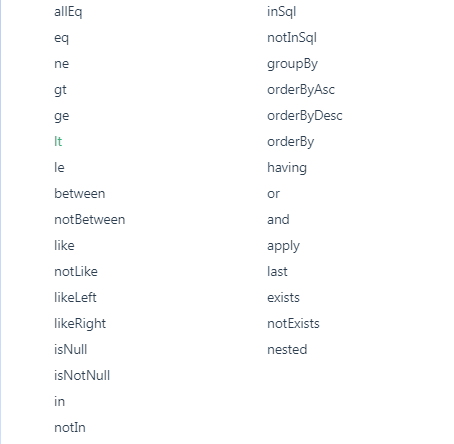 allEq
eq
ne
gt
ge
lt
le
between
notBetween
like
notLike
likeLeft
likeRight
isNull
isNotNull
in
notIn
inSql
notInSql
groupBy
orderByAsc
orderByDesc
orderBy
having
or
and
apply
last
exists
notExists
nested